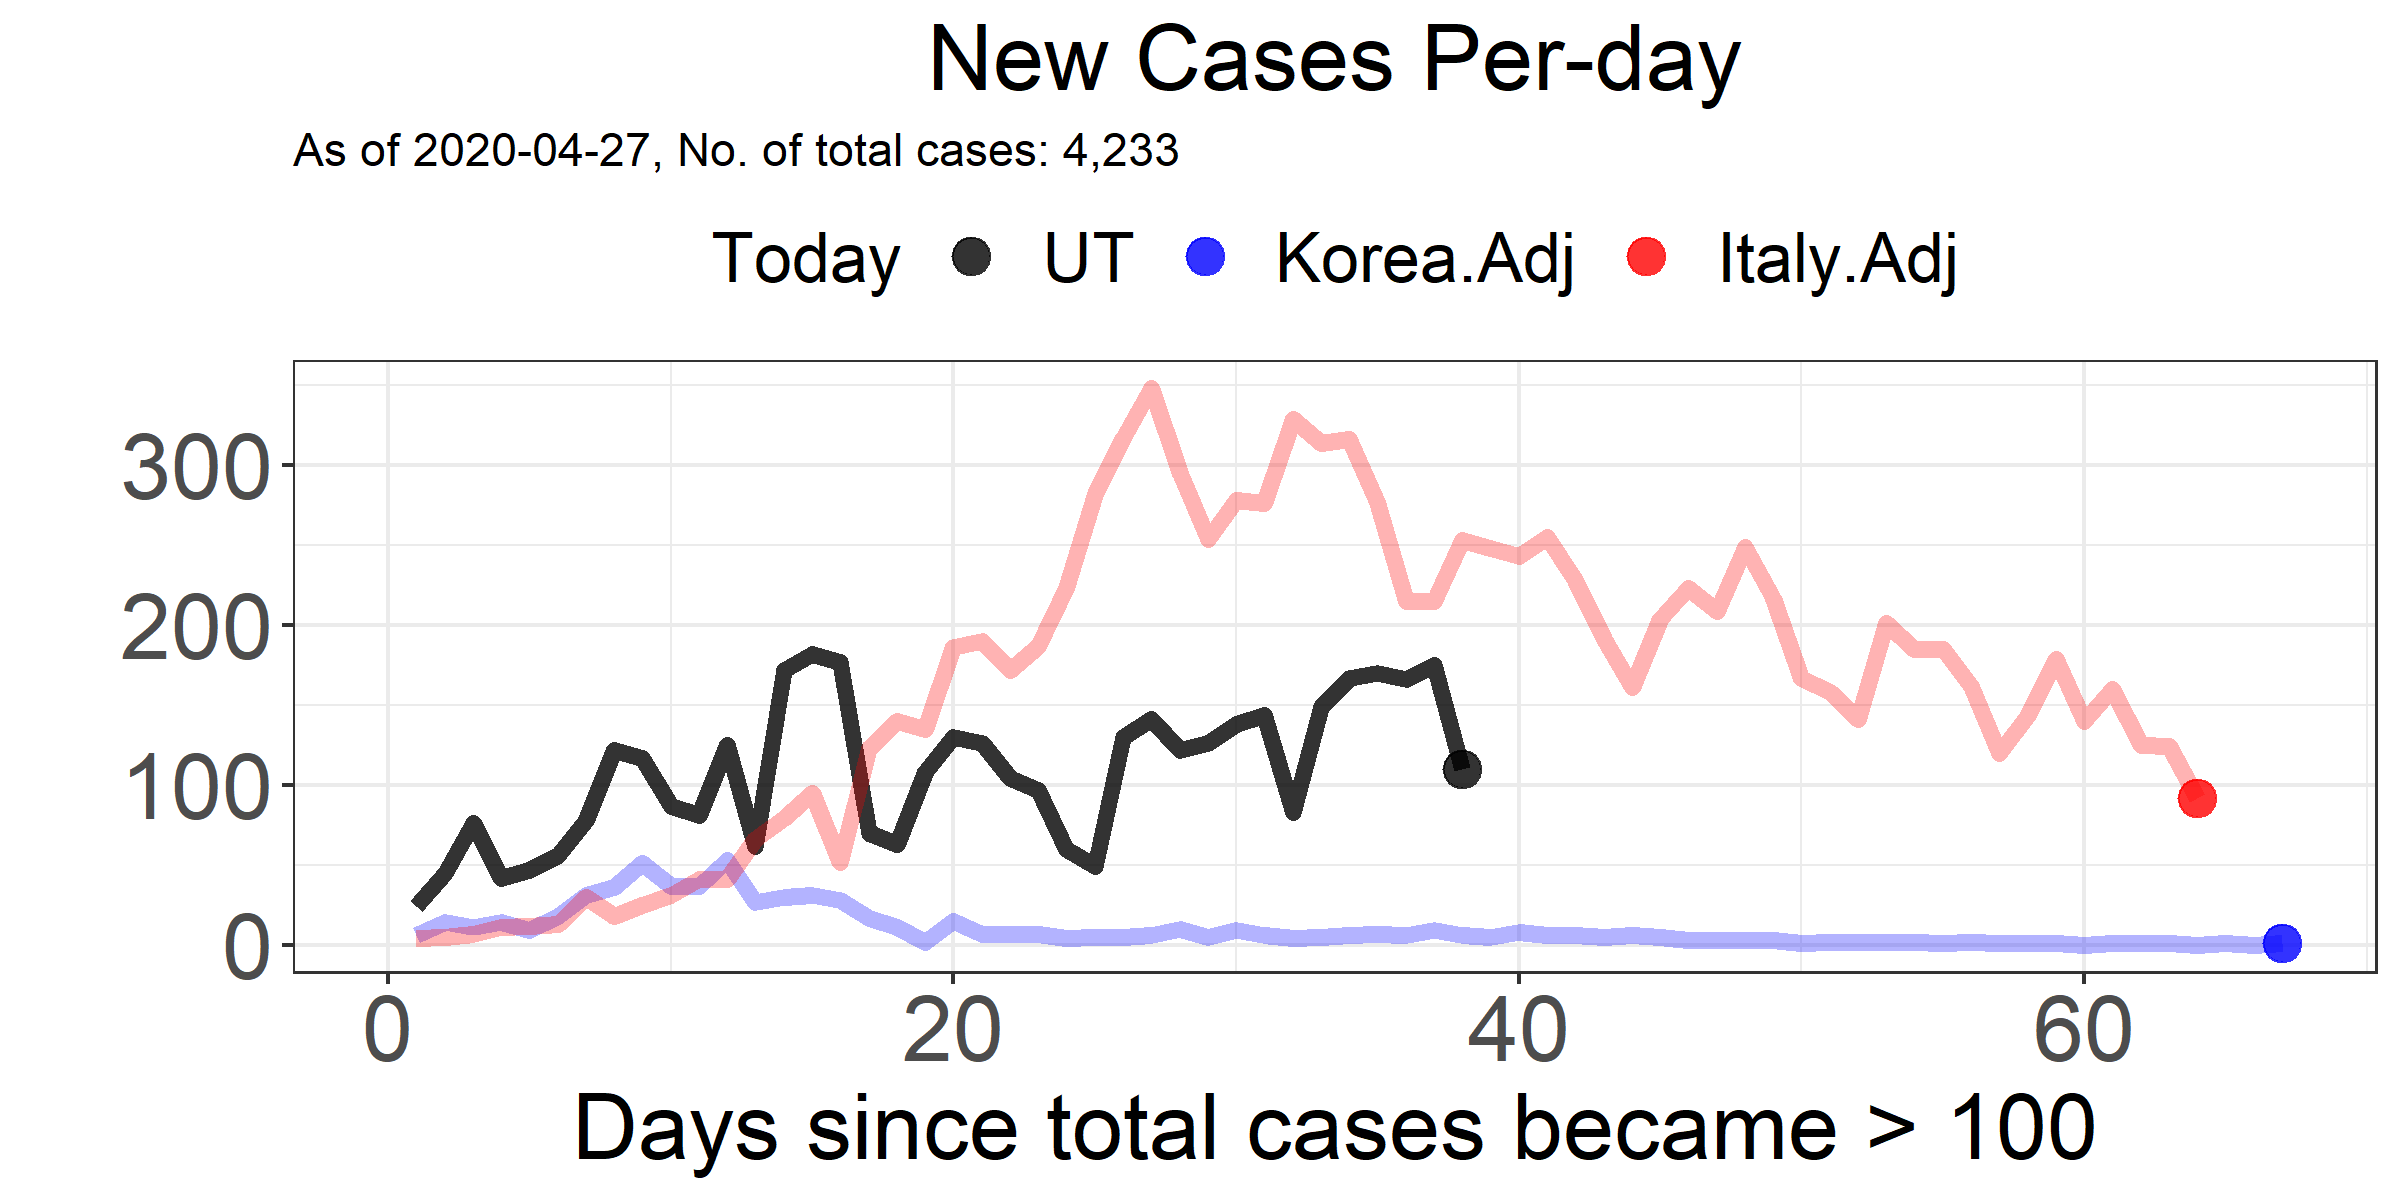 New Cases Per-day
As of 2020-04-27, No. of total cases: 4,233
Today UT Korea.Adj Italy.Adj
300
200
100
0
0 20 40 60
Days since total cases became > 100